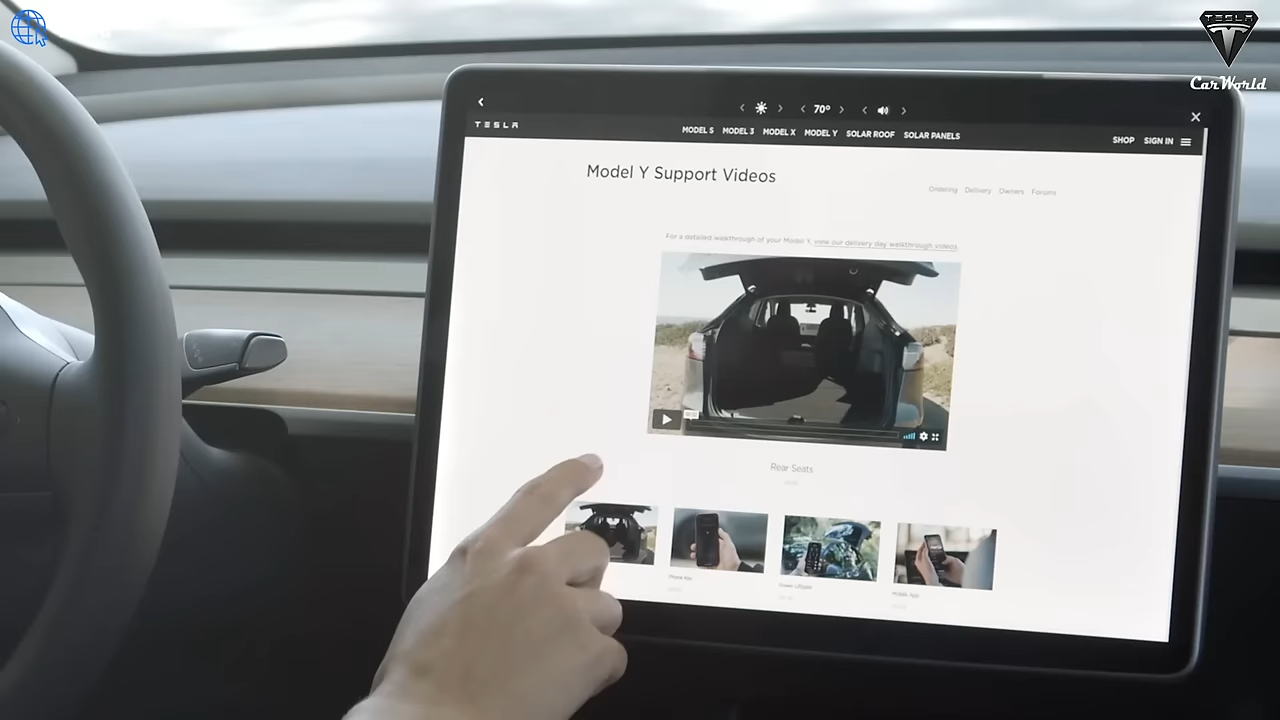 TESLA
CarWorld
70°
TESLA
MODEL S MODEL 3 MODEL X MODEL Y SOLAR ROOF SOLAR PANELS
SHOP SIGN IN
Model Y Support Videos
Ordering Delivery Owners Forums
For a detailed walkthrough of your Model Y, view our delivery day walkthrough videos.
Rear Seats
Phone Key
Power Liftgate
Mobile App